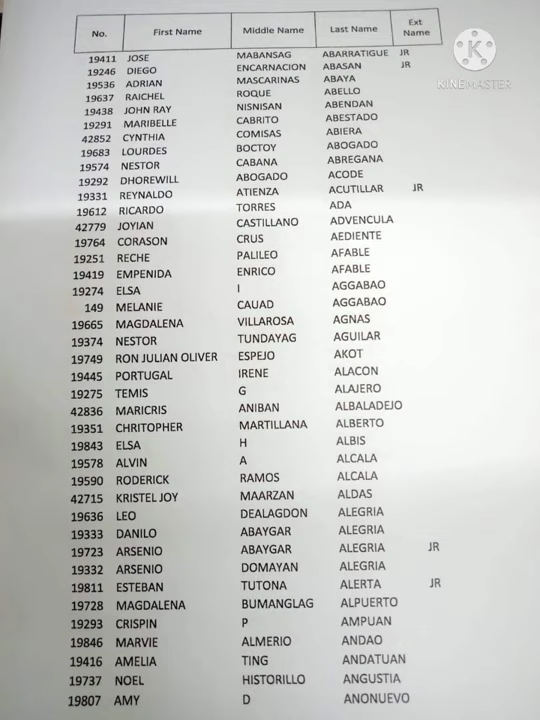 No. First Name Middle Name Last Name Ext Name
19411 JOSE MABANSAG ABARRATIGUE JR
19246 DIEGO ENCARNACION ABASAN JR
19536 ADRIAN MASCARINAS ABAYA
19637 RAICHEL ROQUE ABELLO
19438 JOHN RAY NISNISAN ABENDAN
19291 MARIBELLE CABRITO ABESTADO
42852 CYNTHIA COMISAS ABIERA
19683 LOURDES BOCTOY ABOGADO
19574 NESTOR CABANA ABREGANA
19292 DHOREWILL ABOGADO ACODE
19331 REYNALDO ATIENZA ACUTILLAR JR
19612 RICARDO TORRES ADA
42779 JOYIAN CASTILLANO ADVENCULA
19764 CORASON CRUS AEDIENTE
19251 RECHE PALILEO AFABLE
19419 EMPENIDA ENRICO AFABLE
19274 ELSA I AGGABAO
149 MELANIE CAUAD AGGABAO
19665 MAGDALENA VILLAROSA AGNAS
19374 NESTOR TUNDAYAG AGUILAR
19749 RON JULIAN OLIVER ESPEJO AKOT
19445 PORTUGAL IRENE ALACON
19275 TEMIS G ALAJERO
42836 MARICRIS ANIBAN ALBALADEJO
19351 CHRITOPHER MARTILLANA ALBERTO
19843 ELSA H ALBIS
19578 ALVIN A ALCALA
19590 RODERICK RAMOS ALCALA
42715 KRISTEL JOY MAARZAN ALDAS
19636 LEO DEALAGDON ALEGRIA
19333 DANILO ABAYGAR ALEGRIA
19723 ARSENIO ABAYGAR ALEGRIA JR
19332 ARSENIO DOMAYAN ALEGRIA
19811 ESTEBAN TUTONA ALERTA JR
19728 MAGDALENA BUMANGLAG ALPUERTO
19293 CRISPIN P AMPUAN
19846 MARVIE ALMERIO ANDAO
19416 AMELIA TING ANDATUAN
19737 NOEL HISTORILLO ANGUSTIA
19807 AMY D ANONUEVO
K
KINEMASTER